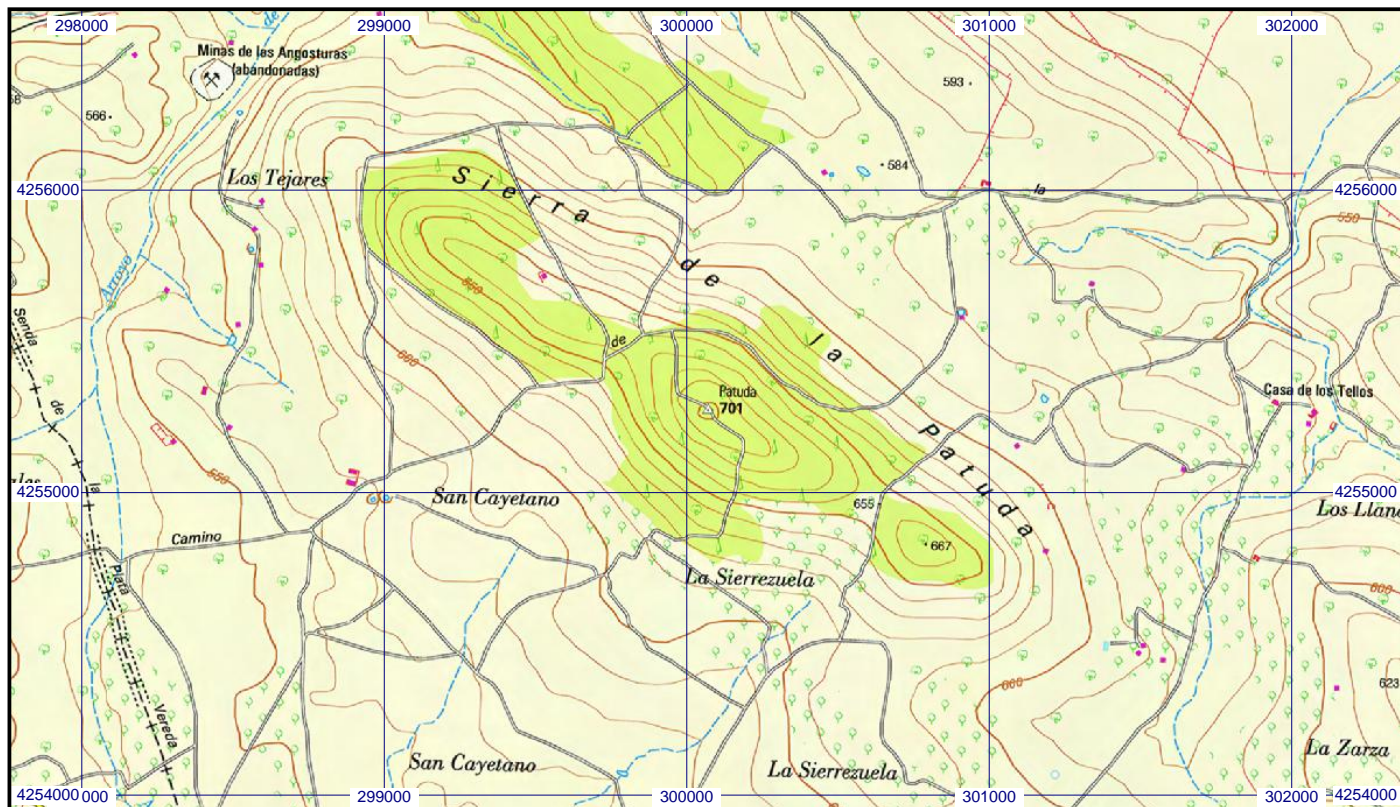 298000
299000
300000
301000
302000
de
Minas de las Angosturas
(abandonadas)
593
566
584
Los Tejares
4256000
4256000
Sierra
la
550
de
Arroyo
650
Senda
la
de
600
Patuda
701
Casa de los Tellos
de
Patuda
550
4255000
4255000
San Cayetano
655
la
Los Llano
Camino
667
Plata
La Sierrezuela
600
600
623
Vereda
San Cayetano
La Sierrezuela
La Zarza
4254000
4254000
299000
300000
301000
302000